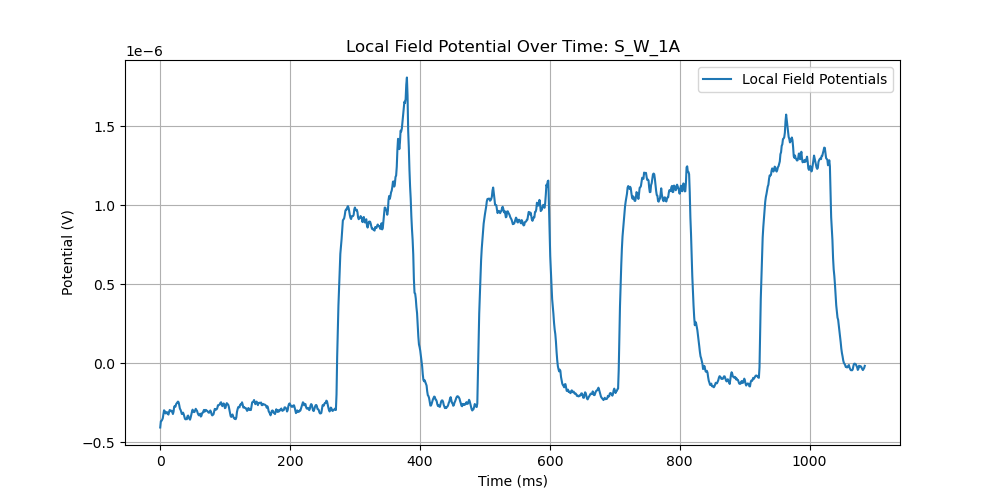 Local Field Potential Over Time: S_W_1A
1e−6
Local Field Potentials
1.5
1.0
0.5
0.0
−0.5
Potential (V)
0 200 400 600 800 1000
Time (ms)